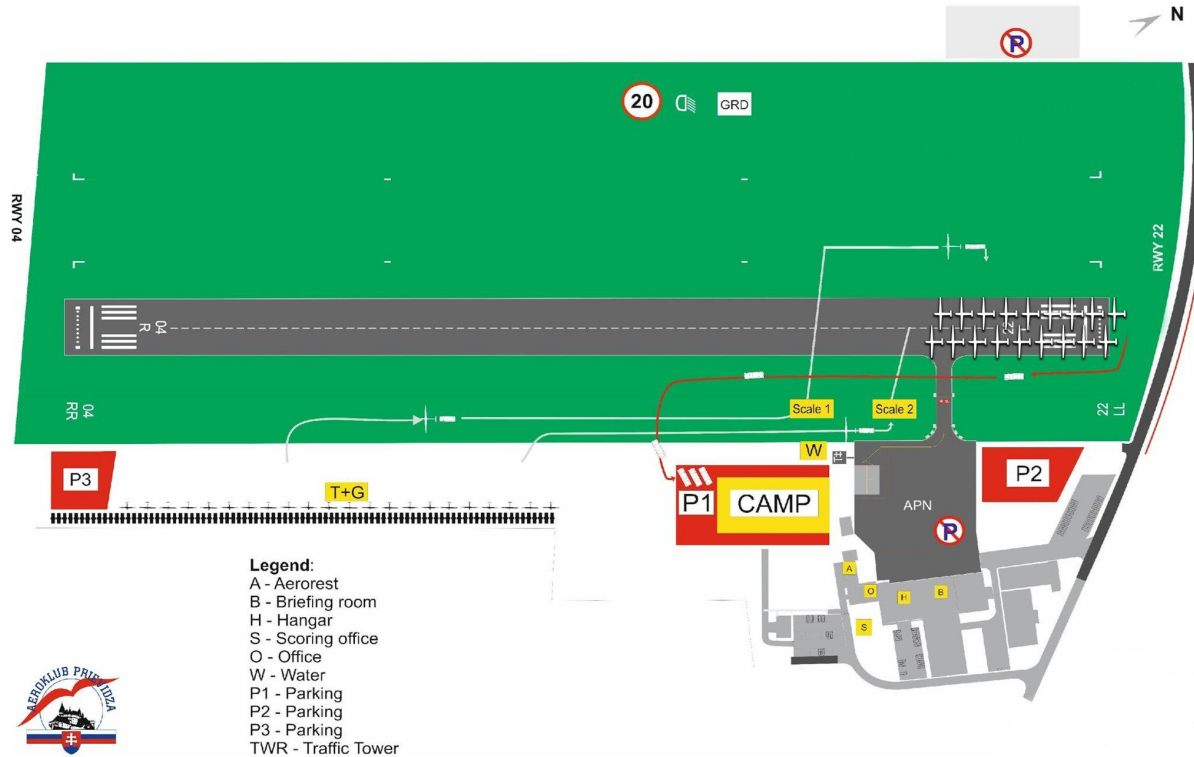 N
P
20
GRD
RWY 04
RWY 22
04
R
22
04
RR
Scale 1
Scale 2
22
LL
W
P3
T+G
P1
CAMP
APN
P
P2
A
O
H
B
S
Legend:
A - Aerorest
B - Briefing room
H - Hangar
S - Scoring office
O - Office
W - Water
P1 - Parking
P2 - Parking
P3 - Parking
TWR - Traffic Tower
AEROKLUB PRIEVIDZA